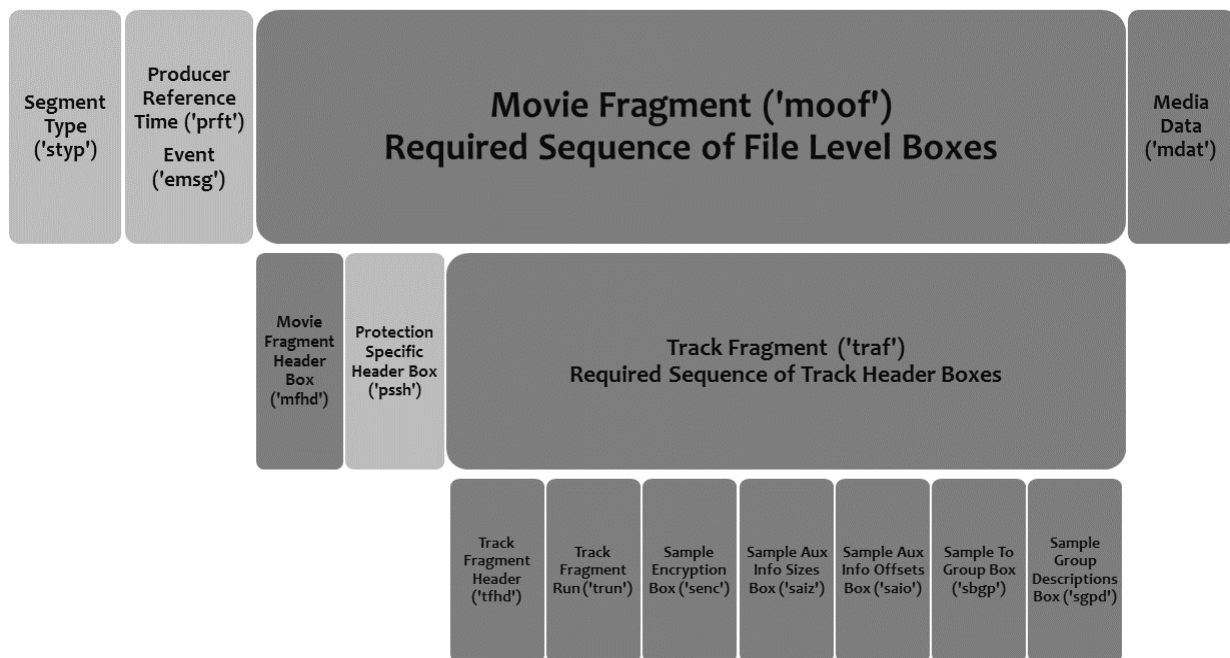 Segment
Type
('styp')
Producer
Reference
Time ('prft')
Event
('emsg')
Movie Fragment ('moof')
Required Sequence of File Level Boxes
Media
Data
('mdat')
Movie
Fragment
Header
Box
('mfhd')
Protection
Specific
Header Box
('pssh')
Track Fragment ('traf')
Required Sequence of Track Header Boxes
Track
Fragment
Header
('tfhd')
Track
Fragment
Run ('trun')
Sample
Encryption
Box ('senc')
Sample Aux
Info Sizes
Box ('saiz')
Sample Aux
Info Offsets
Box ('saio')
Sample To
Group Box
('sbgp')
Sample
Group
Descriptions
Box ('sgpd')